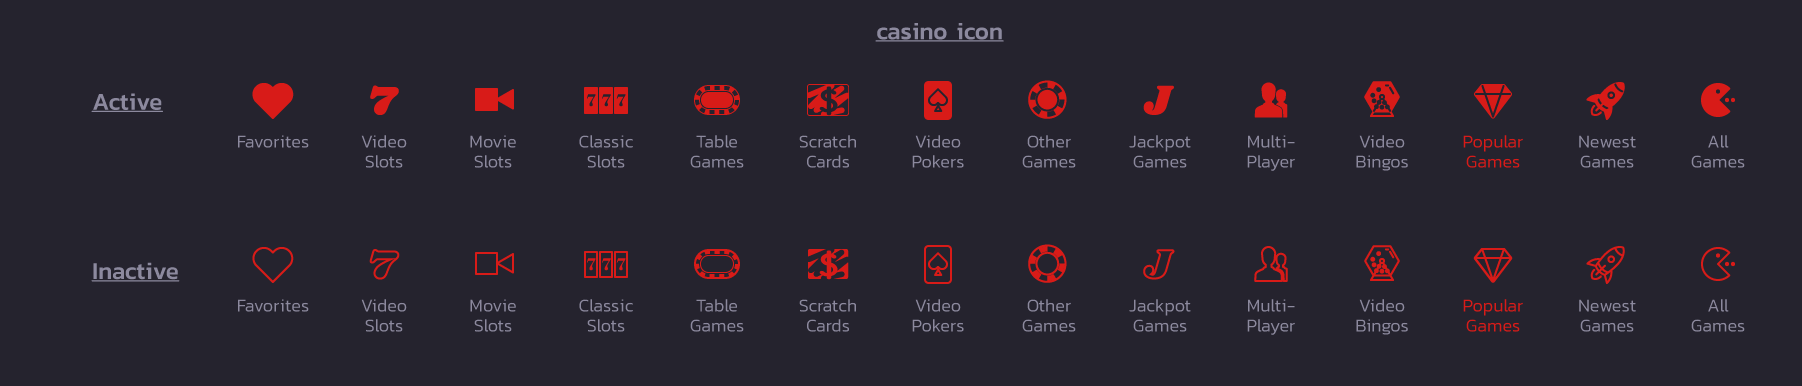 casino icon
Active
Favorites
Video
Slots
Movie
Slots
777
Classic
Slots
Table
Games
$
Scratch
Cards
Video
Pokers
Other
Games
J
Jackpot
Games
Multi-
Player
Video
Bingos
Popular
Games
Newest
Games
All
Games
Inactive
Favorites
7
Video
Slots
Movie
Slots
777
Classic
Slots
Table
Games
$
Scratch
Cards
Video
Pokers
Other
Games
J
Jackpot
Games
Multi-
Player
Video
Bingos
Popular
Games
Newest
Games
All
Games